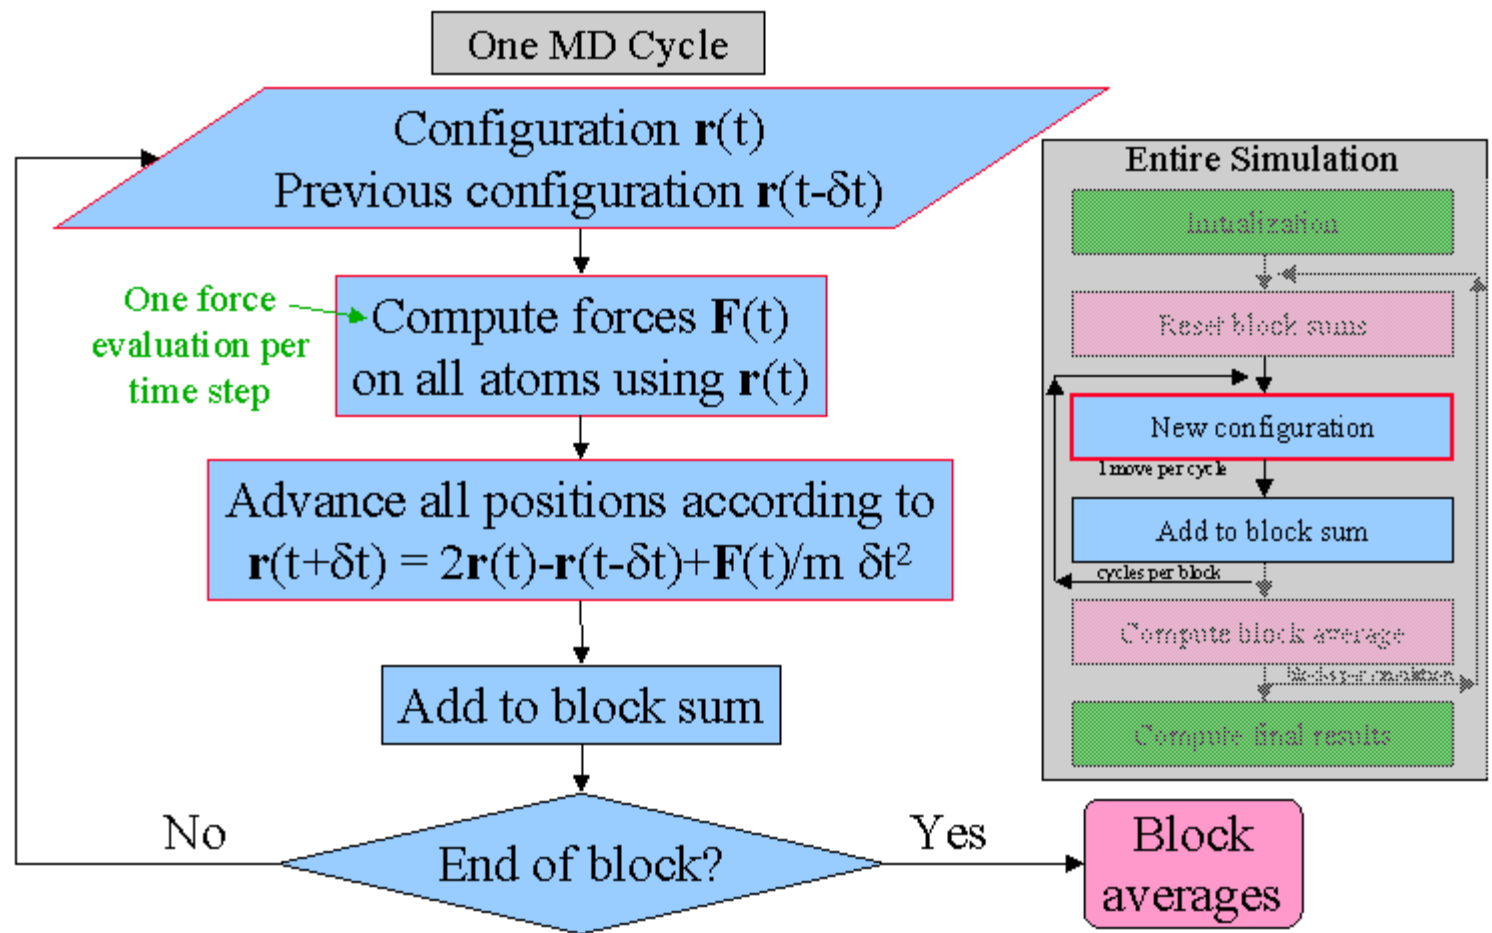 One MD Cycle
Configuration r(t)
Previous configuration r(t-δt)
One force
evaluation per
time step
Compute forces F(t)
on all atoms using r(t)
Advance all positions according to
r(t+δt) = 2r(t)-r(t-δt)+F(t)/m δt²
Add to block sum
End of block?
No
Yes
Block
averages
Entire Simulation
Initialization
Reset block sums
New configuration
1 move per cycle
Add to block sum
cycles per block
Compute block average
blocks per simulation
Compute final results